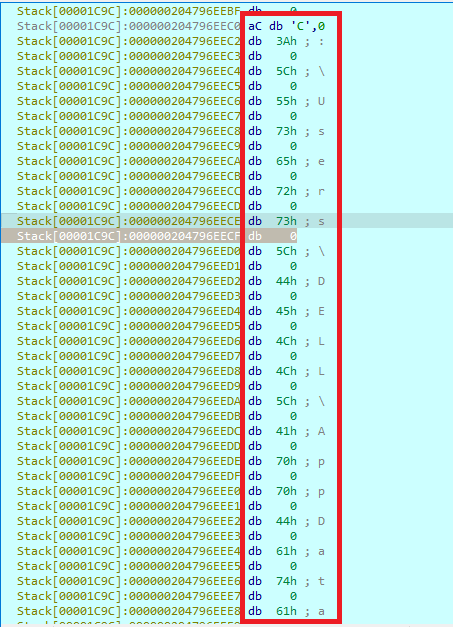 Stack[00001C9C]:000000204796EEBF db 0
Stack[00001C9C]:000000204796EEC0 aC db 'C',0
Stack[00001C9C]:000000204796EEC2 db 3Ah ; :
Stack[00001C9C]:000000204796EEC3 db 0
Stack[00001C9C]:000000204796EEC4 db 5Ch ; \
Stack[00001C9C]:000000204796EEC5 db 0
Stack[00001C9C]:000000204796EEC6 db 55h ; U
Stack[00001C9C]:000000204796EEC7 db 0
Stack[00001C9C]:000000204796EEC8 db 73h ; s
Stack[00001C9C]:000000204796EEC9 db 0
Stack[00001C9C]:000000204796EECA db 65h ; e
Stack[00001C9C]:000000204796EECB db 0
Stack[00001C9C]:000000204796EECC db 72h ; r
Stack[00001C9C]:000000204796EECD db 0
Stack[00001C9C]:000000204796EECE db 73h ; s
Stack[00001C9C]:000000204796EECF db 0
Stack[00001C9C]:000000204796EED0 db 5Ch ; \
Stack[00001C9C]:000000204796EED1 db 0
Stack[00001C9C]:000000204796EED2 db 44h ; D
Stack[00001C9C]:000000204796EED3 db 0
Stack[00001C9C]:000000204796EED4 db 45h ; E
Stack[00001C9C]:000000204796EED5 db 0
Stack[00001C9C]:000000204796EED6 db 4Ch ; L
Stack[00001C9C]:000000204796EED7 db 0
Stack[00001C9C]:000000204796EED8 db 4Ch ; L
Stack[00001C9C]:000000204796EED9 db 0
Stack[00001C9C]:000000204796EEDA db 5Ch ; \
Stack[00001C9C]:000000204796EEDB db 0
Stack[00001C9C]:000000204796EEDC db 41h ; A
Stack[00001C9C]:000000204796EEDD db 0
Stack[00001C9C]:000000204796EEDE db 70h ; p
Stack[00001C9C]:000000204796EEDF db 0
Stack[00001C9C]:000000204796EEE0 db 70h ; p
Stack[00001C9C]:000000204796EEE1 db 0
Stack[00001C9C]:000000204796EEE2 db 44h ; D
Stack[00001C9C]:000000204796EEE3 db 0
Stack[00001C9C]:000000204796EEE4 db 61h ; a
Stack[00001C9C]:000000204796EEE5 db 0
Stack[00001C9C]:000000204796EEE6 db 74h ; t
Stack[00001C9C]:000000204796EEE7 db 0
Stack[00001C9C]:000000204796EEE8 db 61h ; a